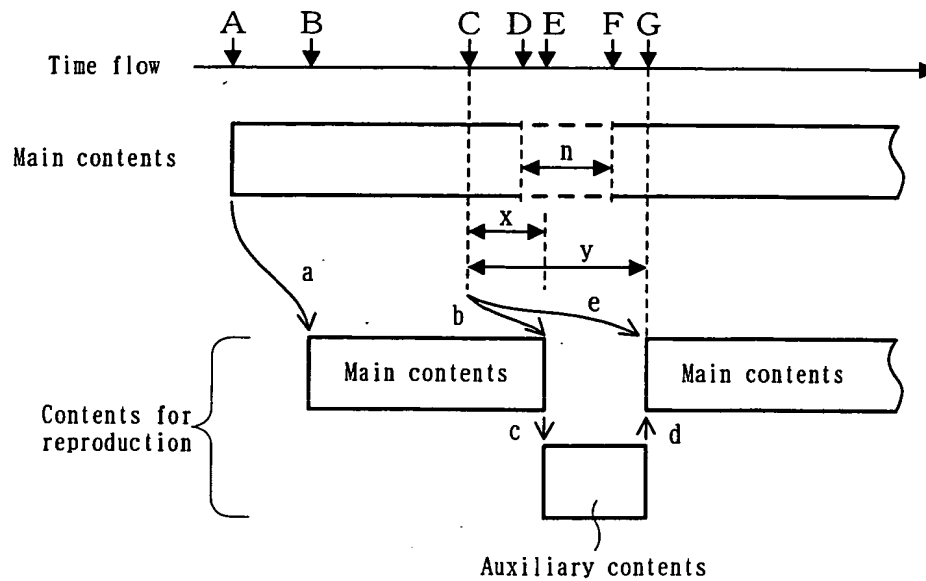 A B C D E F G
Time flow
Main contents
n
x
y
a
b
e
Main contents
Main contents
Contents for
reproduction
c
d
Auxiliary contents